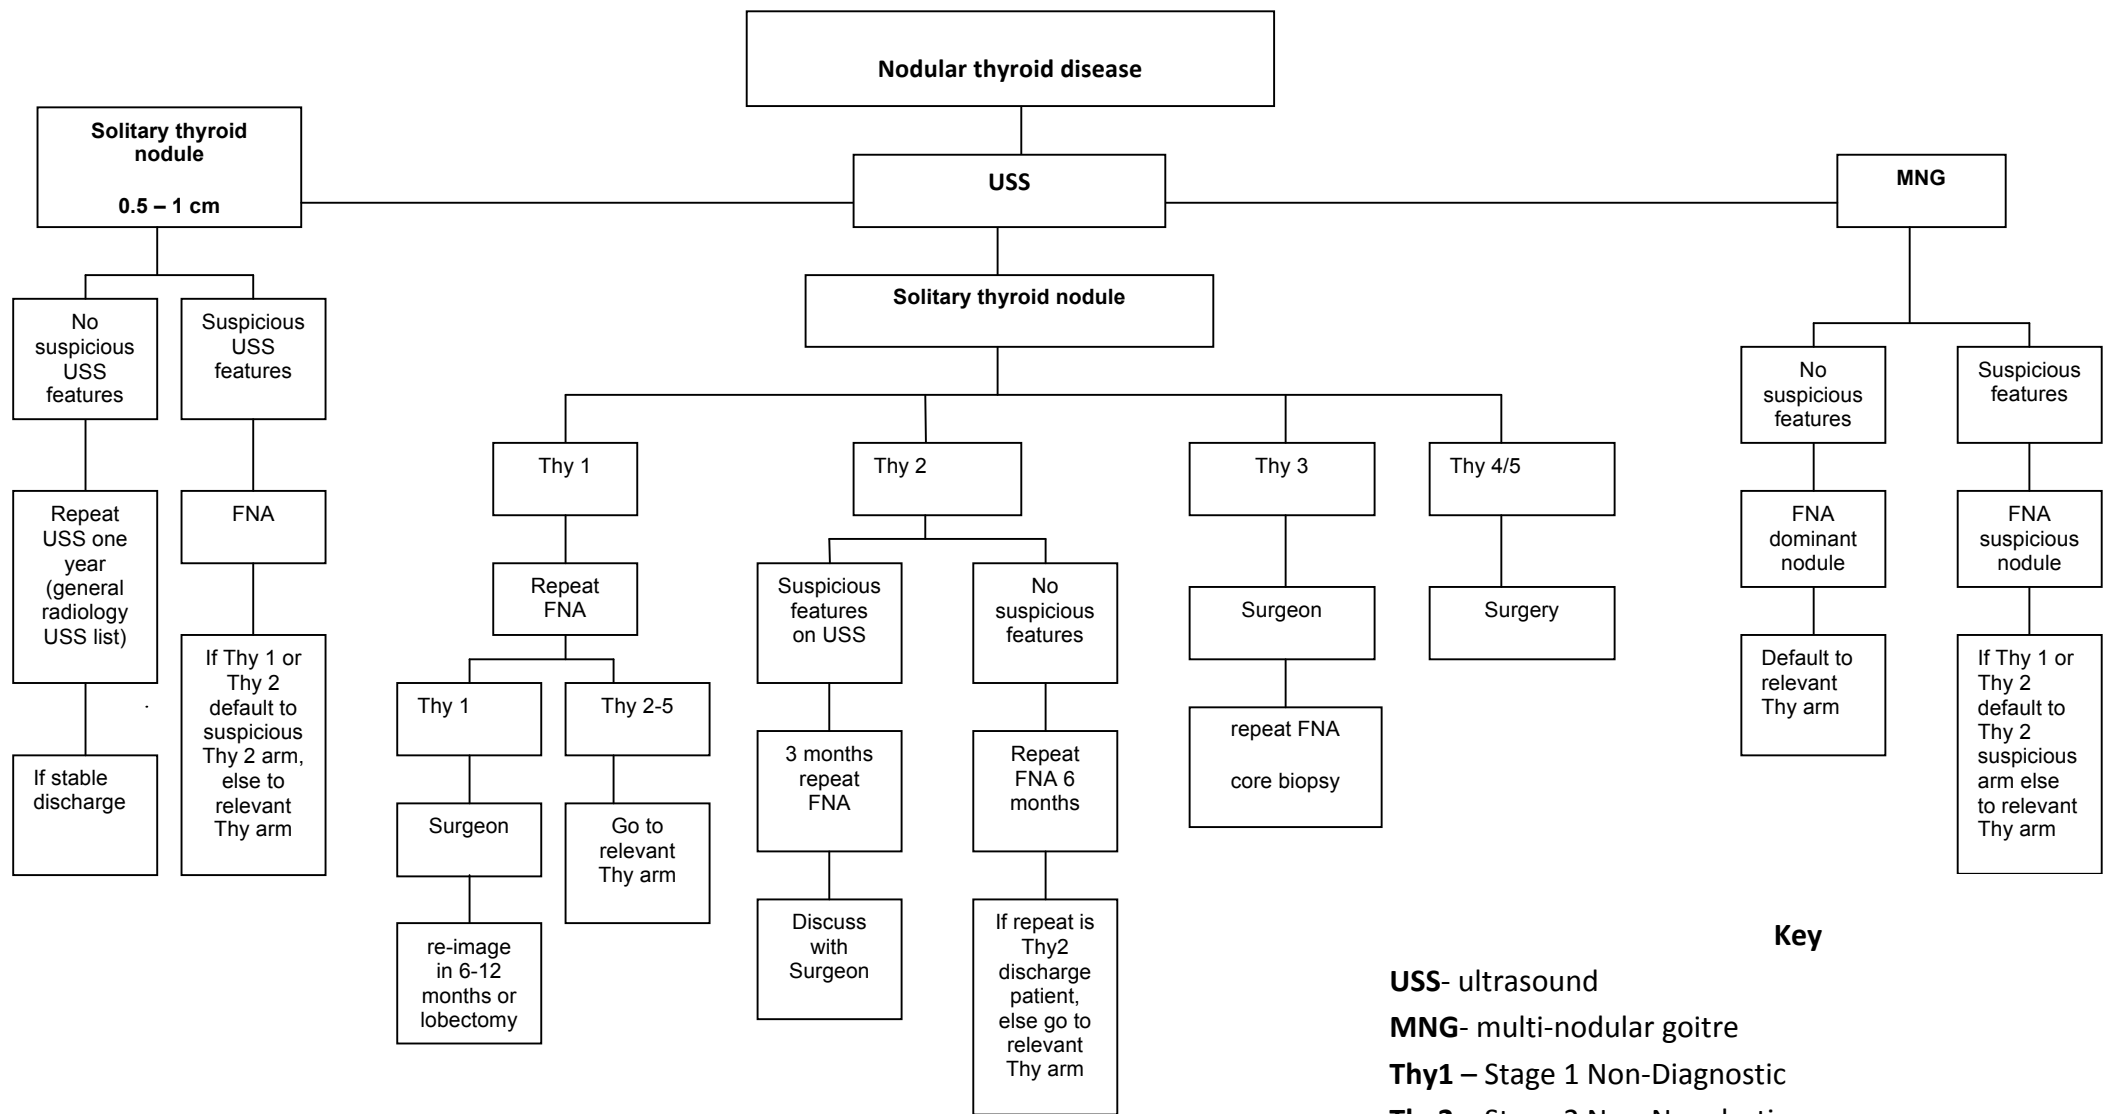 Nodular thyroid disease
Solitary thyroid
nodule
0.5 – 1 cm
USS
MNG
No
suspicious
USS
features
Suspicious
USS
features
Solitary thyroid nodule
No
suspicious
features
Suspicious
features
Thy 1
Thy 2
Thy 3
Thy 4/5
Repeat
USS one
year
(general
radiology
USS list)
FNA
FNA
dominant
nodule
FNA
suspicious
nodule
Repeat
FNA
Suspicious
features
on USS
No
suspicious
features
Surgeon
Surgery
If Thy 1 or
Thy 2
default to
suspicious
Thy 2 arm,
else to
relevant
Thy arm
Default to
relevant
Thy arm
If Thy 1 or
Thy 2
default to
Thy 2
suspicious
arm else
to relevant
Thy arm
Thy 1
Thy 2-5
repeat FNA
core biopsy
3 months
repeat
FNA
Repeat
FNA 6
months
If stable
discharge
Surgeon
Go to
relevant
Thy arm
Discuss
with
Surgeon
If repeat is
Thy2
discharge
patient,
else go to
relevant
Thy arm
re-image
in 6-12
months or
lobectomy
Key
USS- ultrasound
MNG- multi-nodular goitre
Thy1 – Stage 1 Non-Diagnostic